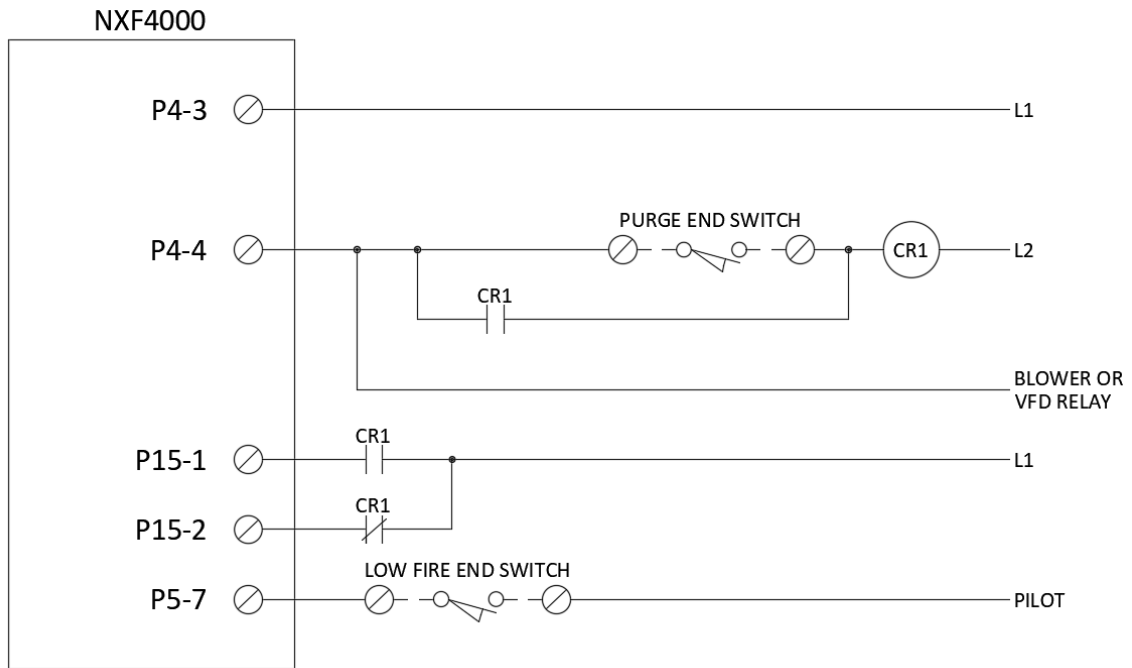 NXF4000
P4-3
L1
PURGE END SWITCH
P4-4
CR1
L2
CR1
BLOWER OR
VFD RELAY
CR1
P15-1
L1
CR1
P15-2
LOW FIRE END SWITCH
P5-7
PILOT